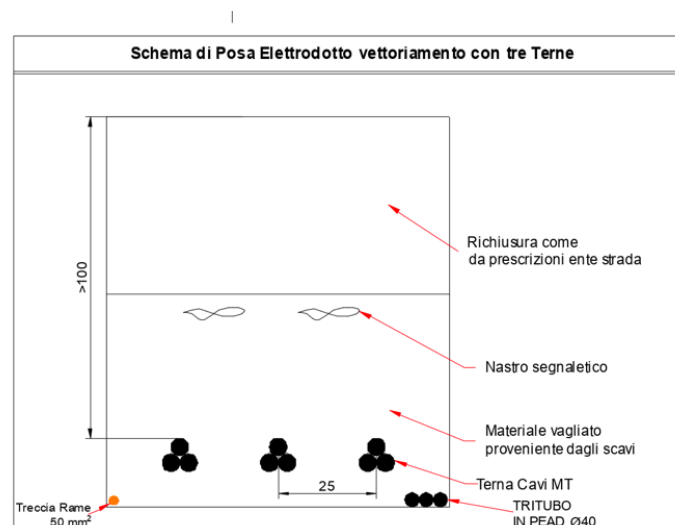 Schema di Posa Elettrodotto vettoriamento con tre Terne
Richiusura come
da prescrizioni ente strada
>100
Nastro segnaletico
Materiale vagliato
proveniente dagli scavi
Terna Cavi MT
25
Treccia Rame
50 mm²
TRITUBO
IN PEAD Ø40